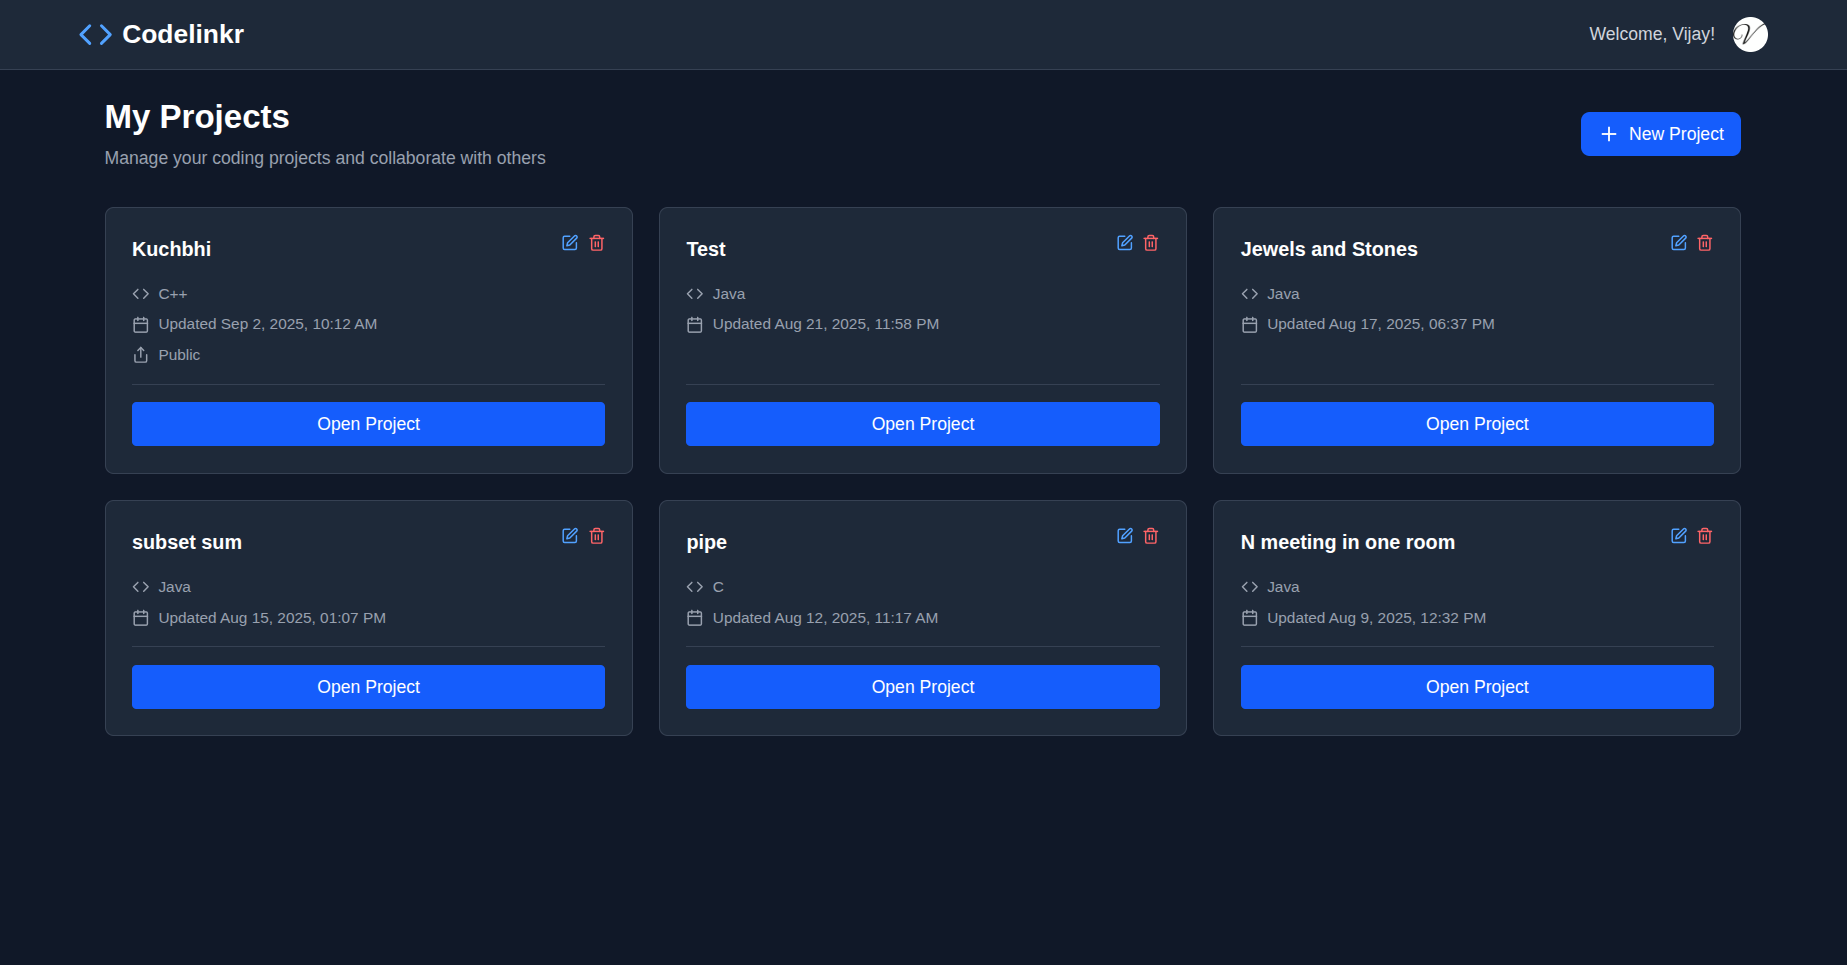 Codelinkr
Welcome, Vijay!
My Projects
Manage your coding projects and collaborate with others
New Project
Kuchbhi
C++
Updated Sep 2, 2025, 10:12 AM
Public
Open Project
Test
Java
Updated Aug 21, 2025, 11:58 PM
Open Project
Jewels and Stones
Java
Updated Aug 17, 2025, 06:37 PM
Open Project
subset sum
Java
Updated Aug 15, 2025, 01:07 PM
Open Project
pipe
C
Updated Aug 12, 2025, 11:17 AM
Open Project
N meeting in one room
Java
Updated Aug 9, 2025, 12:32 PM
Open Project